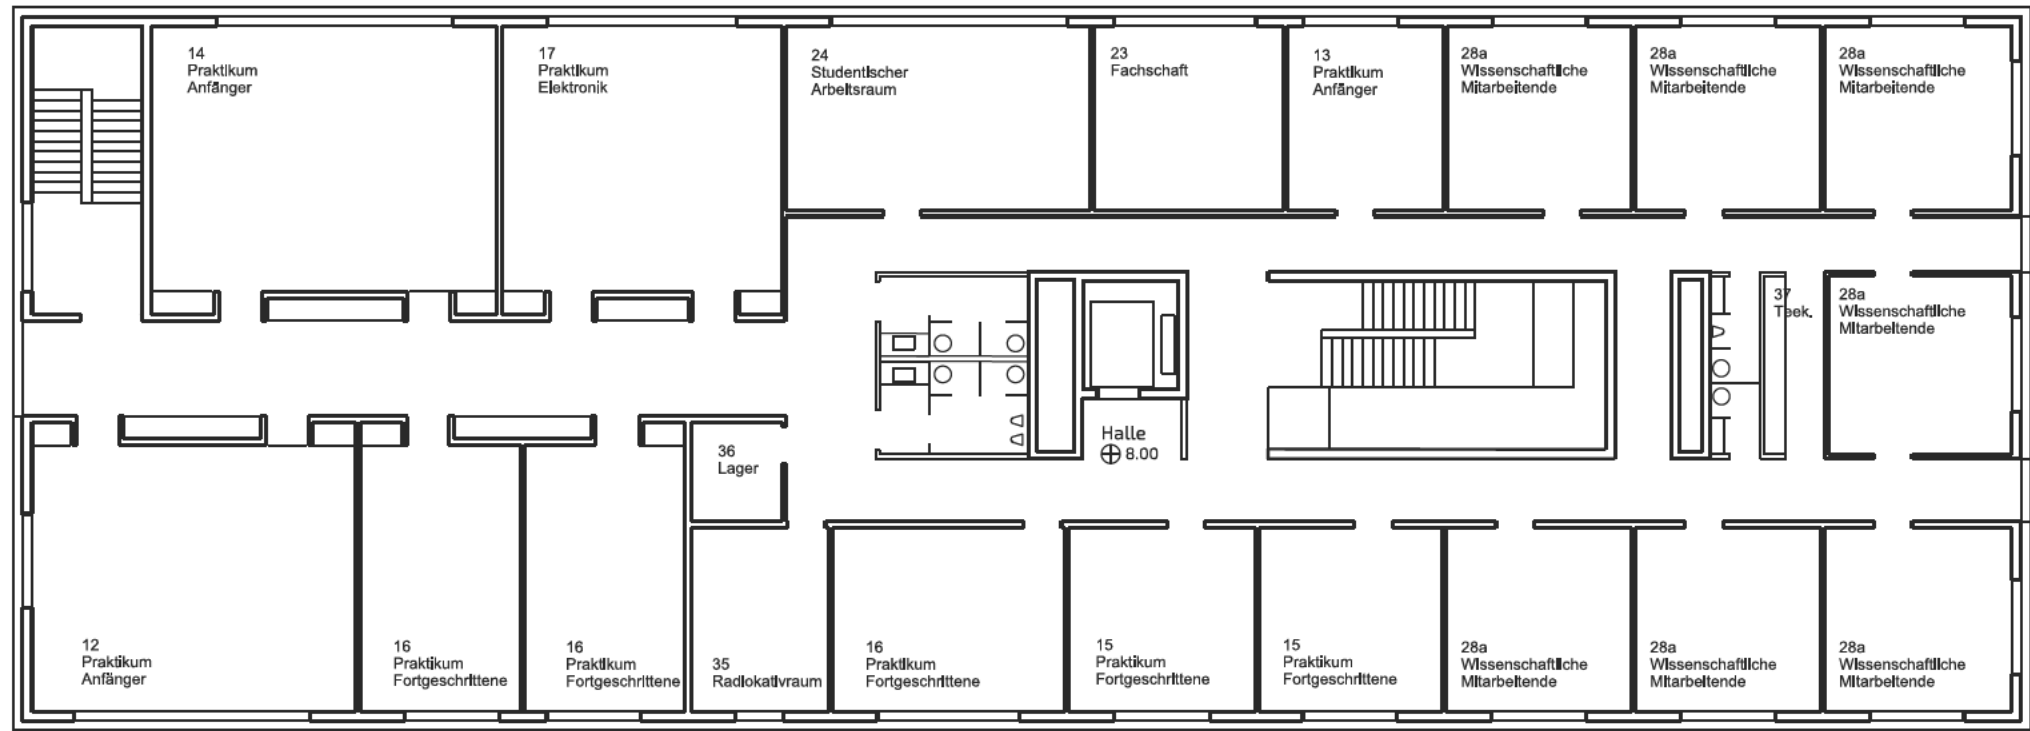 14
Praktikum
Anfänger
17
Praktikum
Elektronik
24
Studentischer
Arbeitsraum
23
Fachschaft
13
Praktikum
Anfänger
28a
Wissenschaftliche
Mitarbeitende
28a
Wissenschaftliche
Mitarbeitende
28a
Wissenschaftliche
Mitarbeitende
37
Teek.
28a
Wissenschaftliche
Mitarbeitende
Halle
8.00
36
Lager
12
Praktikum
Anfänger
16
Praktikum
Fortgeschrittene
16
Praktikum
Fortgeschrittene
35
Radiokativraum
16
Praktikum
Fortgeschrittene
15
Praktikum
Fortgeschrittene
15
Praktikum
Fortgeschrittene
28a
Wissenschaftliche
Mitarbeitende
28a
Wissenschaftliche
Mitarbeitende
28a
Wissenschaftliche
Mitarbeitende